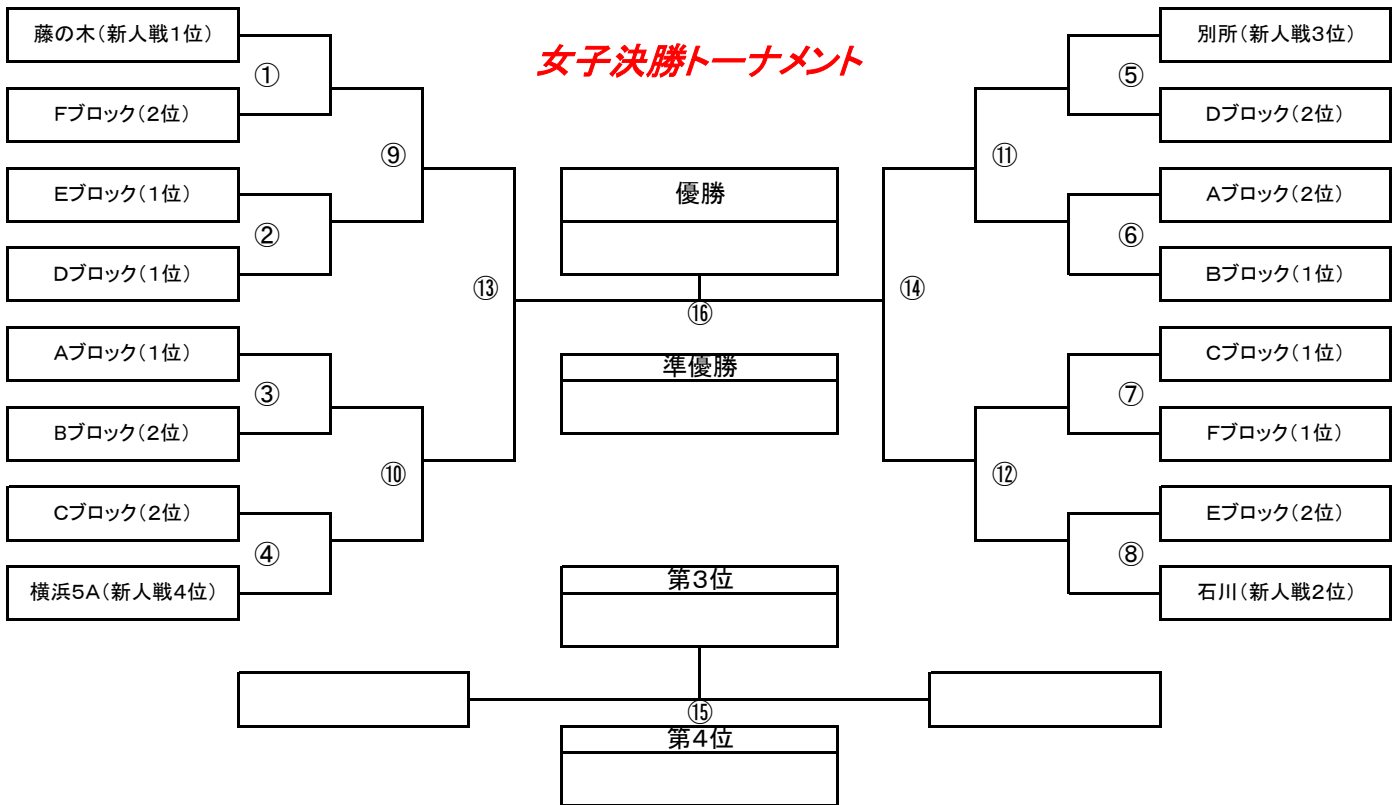 女子決勝トーナメント
藤の木(新人戦1位)
①
Fブロック(2位)
⑨
Eブロック(1位)
②
Dブロック(1位)
⑬
Aブロック(1位)
③
Bブロック(2位)
⑩
Cブロック(2位)
④
横浜5A(新人戦4位)
優勝
⑯
準優勝
第3位
⑮
第4位
別所(新人戦3位)
⑤
Dブロック(2位)
⑪
Aブロック(2位)
⑥
Bブロック(1位)
⑭
Cブロック(1位)
⑦
Fブロック(1位)
⑫
Eブロック(2位)
⑧
石川(新人戦2位)